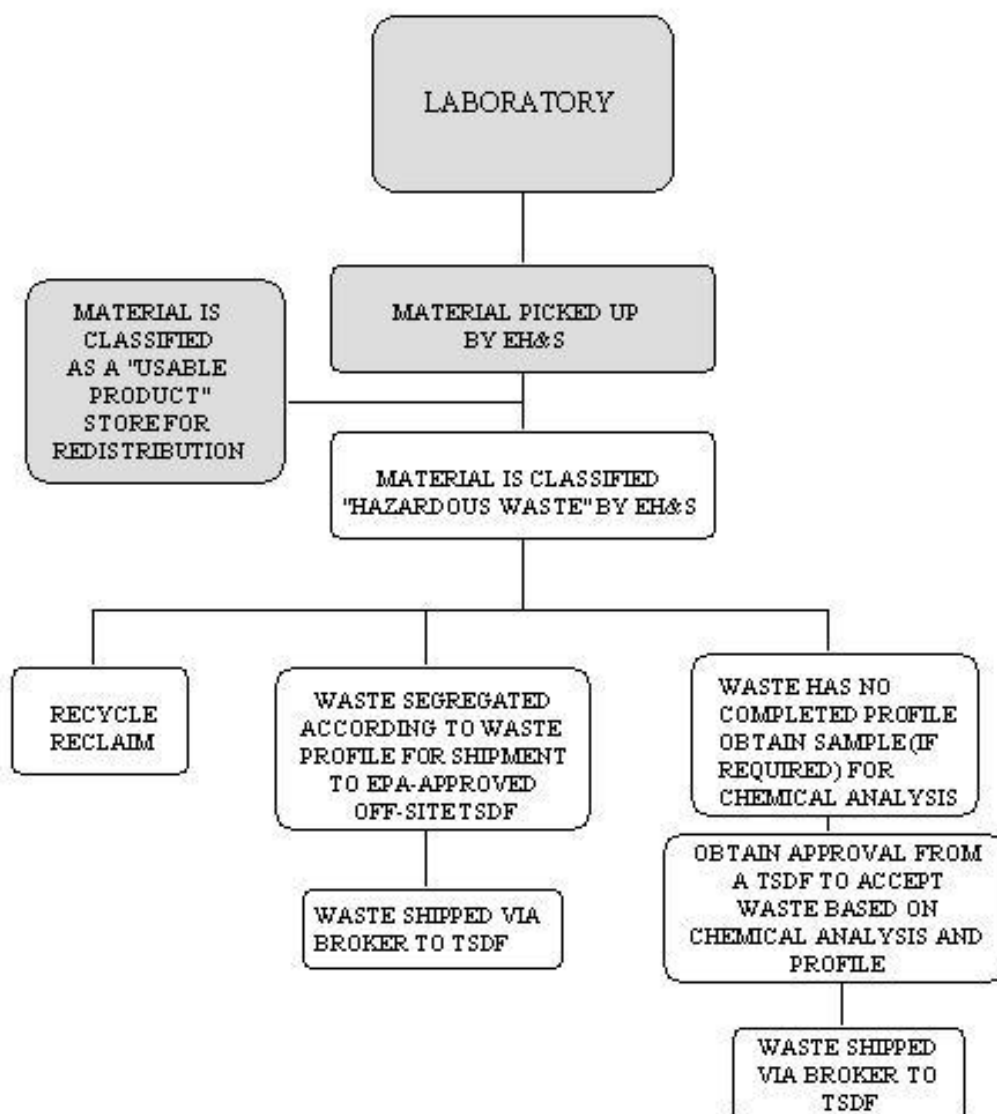 LABORATORY
MATERIAL PICKED UP
BY EH&S
MATERIAL IS
CLASSIFIED
AS A "USABLE
PRODUCT"
STORE FOR
REDISTRIBUTION
MATERIAL IS CLASSIFIED
"HAZARDOUS WASTE" BY EH&S
RECYCLE
RECLAIM
WASTE SEGREGATED
ACCORDING TO WASTE
PROFILE FOR SHIPMENT
TO EPA-APPROVED
OFF-SITE TSDF
WASTE SHIPPED VIA
BROKER TO TSDF
WASTE HAS NO
COMPLETED PROFILE
OBTAIN SAMPLE (IF
REQUIRED) FOR
CHEMICAL ANALYSIS
OBTAIN APPROVAL FROM
A TSDF TO ACCEPT
WASTE BASED ON
CHEMICAL ANALYSIS AND
PROFILE
WASTE SHIPPED
VIA BROKER TO
TSDF